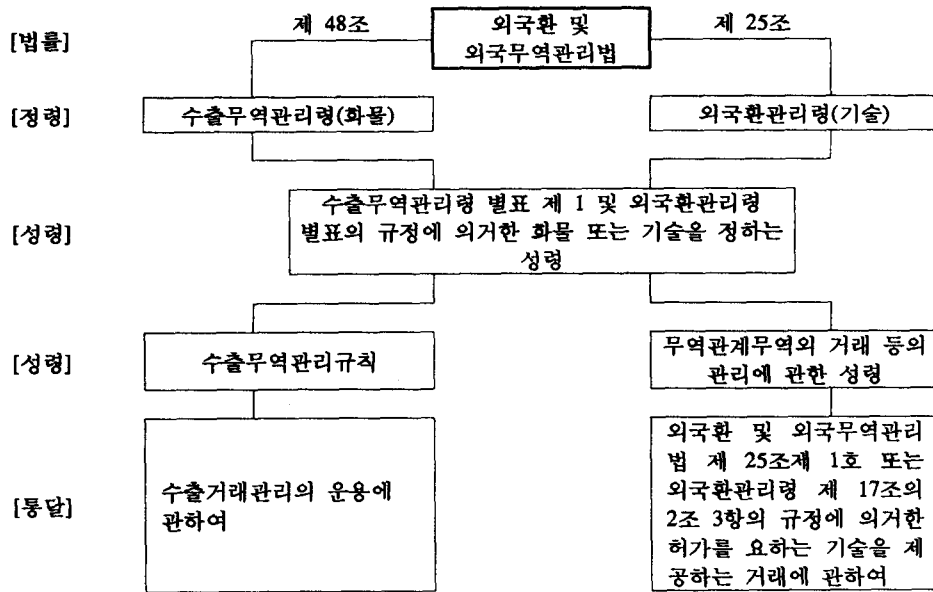 제 48조
외국환 및
외국무역관리법
제 25조
[법률]
[정령]
수출무역관리령(화물)
외국환관리령(기술)
[성령]
수출무역관리령 별표 제 1 및 외국환관리령
별표의 규정에 의거한 화물 또는 기술을 정하는
성령
[성령]
수출무역관리규칙
무역관계무역외 거래 등의
관리에 관한 성령
[통달]
수출거래관리의 운용에
관하여
외국환 및 외국무역관리
법 제 25조제 1호 또는
외국환관리령 제 17조의
2조 3항의 규정에 의거한
허가를 요하는 기술을 제
공하는 거래에 관하여